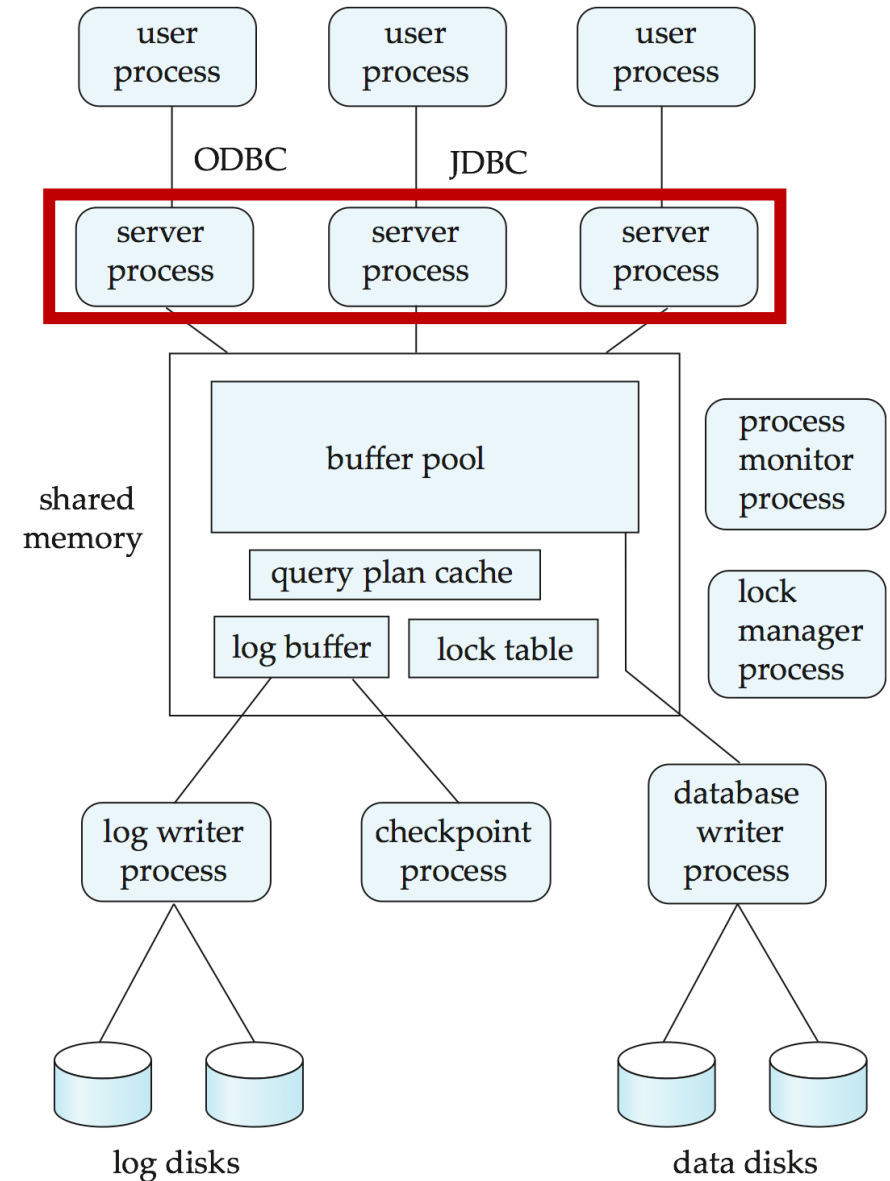 user
process
user
process
user
process
ODBC
JDBC
server
process
server
process
server
process
shared
memory
buffer pool
query plan cache
log buffer
lock table
process
monitor
process
lock
manager
process
log writer
process
checkpoint
process
database
writer
process
log disks
data disks